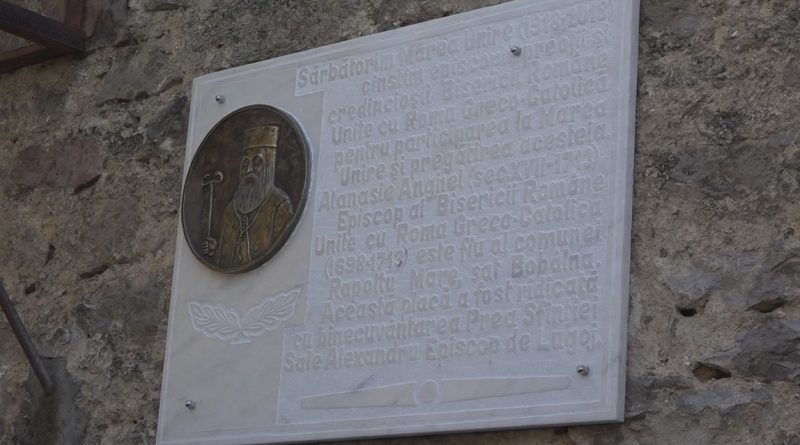 Sărbătorim Marea Unire (1918-2018)
cinstim episcopii, preoții și
credincioșii Bisericii Române
Unite cu Roma Greco-Catolică
pentru participarea la Marea
Unire și pregătirea acesteia.
Atanasie Anghel (sec.XVII-1713)
Episcop al Bisericii Române
Unite cu Roma Greco-Catolică
(1698-1713) este fiu al comunei
Rapoltu Mare, sat Bobâlna.
Această placă a fost ridicată
cu binecuvântarea Prea Sfinției
Sale Alexandru Episcop de Lugoj.